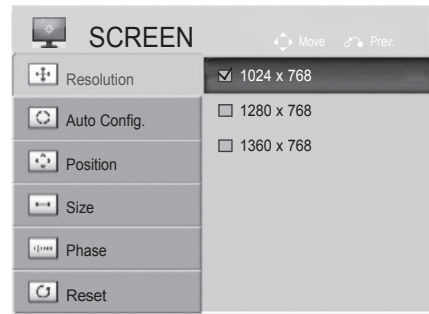 SCREEN
Move Prev.
Resolution
Auto Config.
Position
Size
Phase
Reset
1024 x 768
1280 x 768
1360 x 768